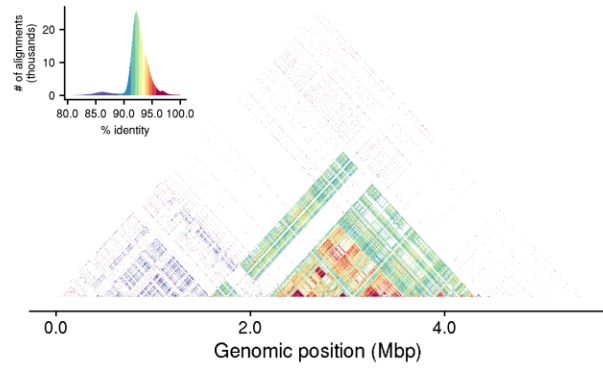 # of alignments
(thousands)
20
10
0
80.0 85.0 90.0 95.0 100.0
% identity
0.0 2.0 4.0
Genomic position (Mbp)